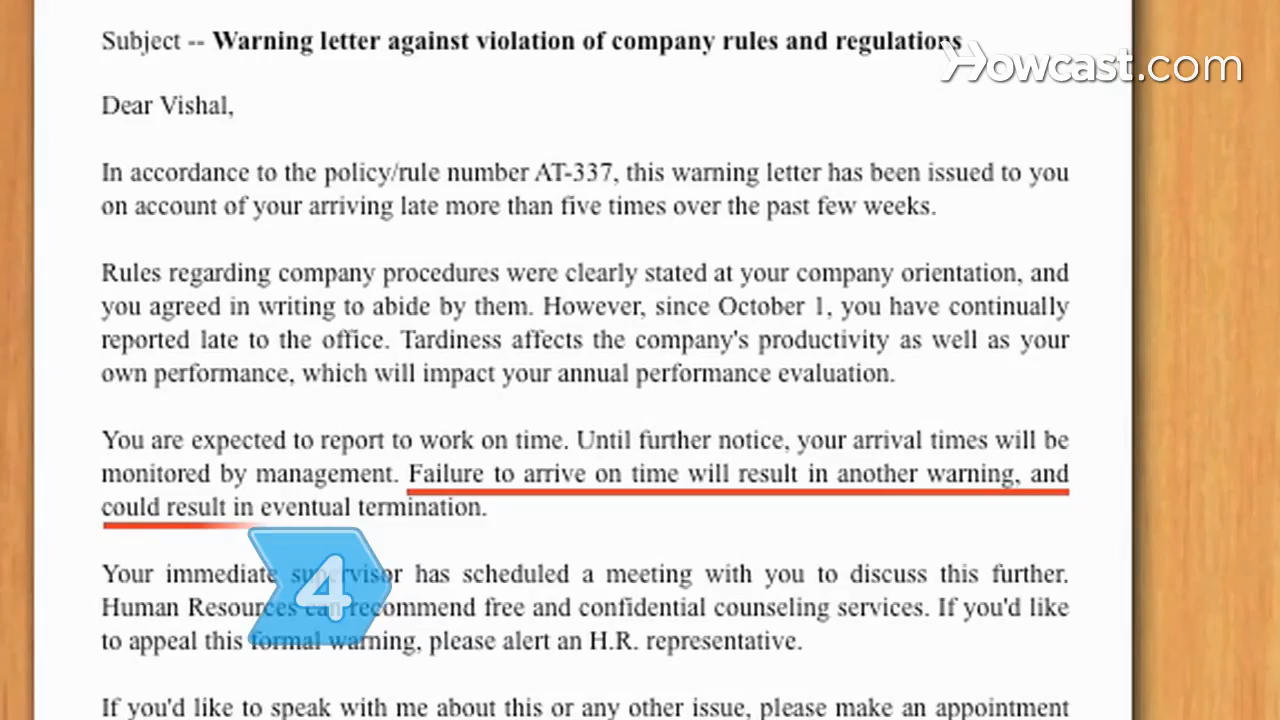 Subject -- Warning letter against violation of company rules and regulations
Howcast.com
Dear Vishal,
In accordance to the policy/rule number AT-337, this warning letter has been issued to you
on account of your arriving late more than five times over the past few weeks.
Rules regarding company procedures were clearly stated at your company orientation, and
you agreed in writing to abide by them. However, since October 1, you have continually
reported late to the office. Tardiness affects the company's productivity as well as your
own performance, which will impact your annual performance evaluation.
You are expected to report to work on time. Until further notice, your arrival times will be
monitored by management. Failure to arrive on time will result in another warning, and
could result in eventual termination.
Your immediate supervisor has scheduled a meeting with you to discuss this further.
Human Resources can recommend free and confidential counseling services. If you'd like
to appeal this formal warning, please alert an H.R. representative.
4
If you'd like to speak with me about this or any other issue, please make an appointment